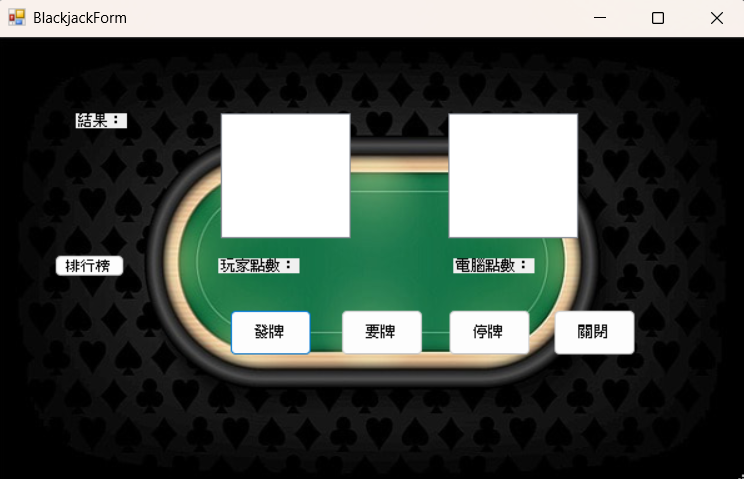 BlackjackForm
結果：
排行榜
玩家點數：
電腦點數：
發牌
要牌
停牌
關閉